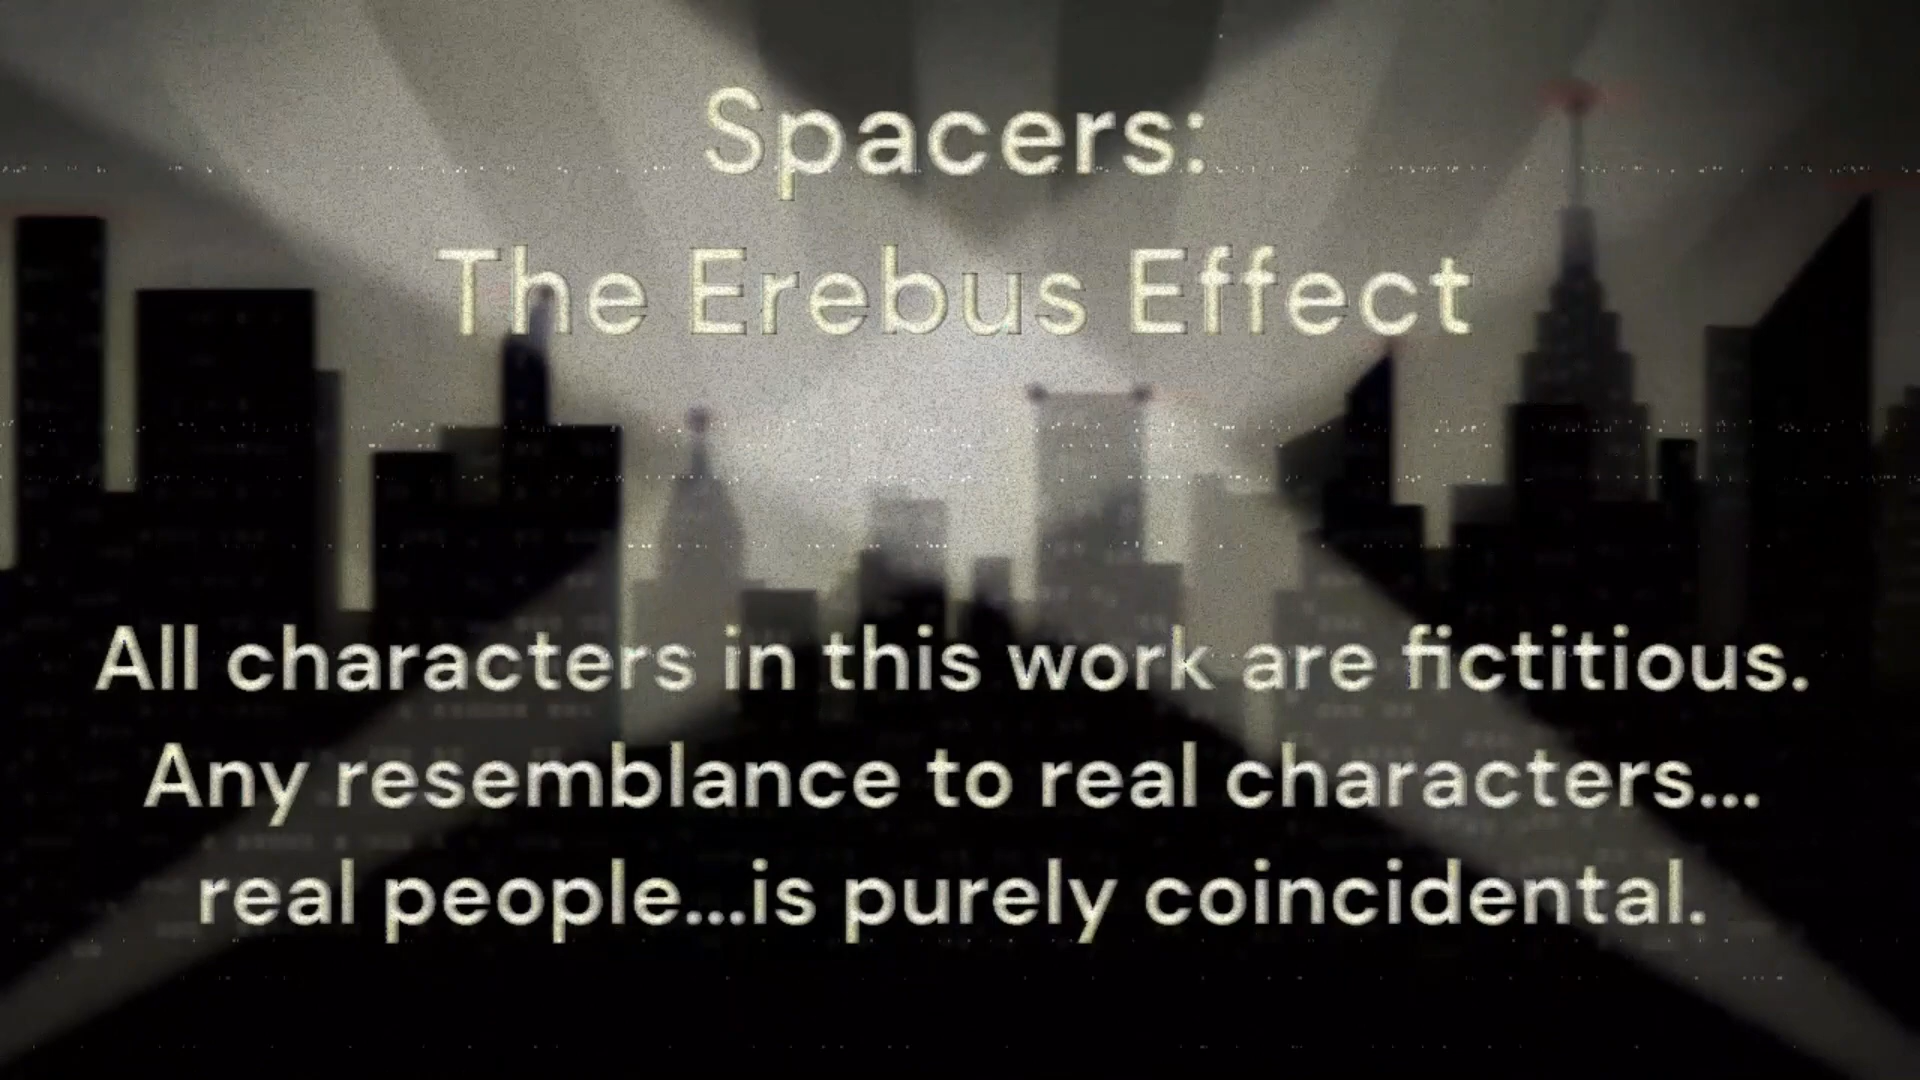 Spacers:
The Erebus Effect
All characters in this work are fictitious.
Any resemblance to real characters...
real people...is purely coincidental.